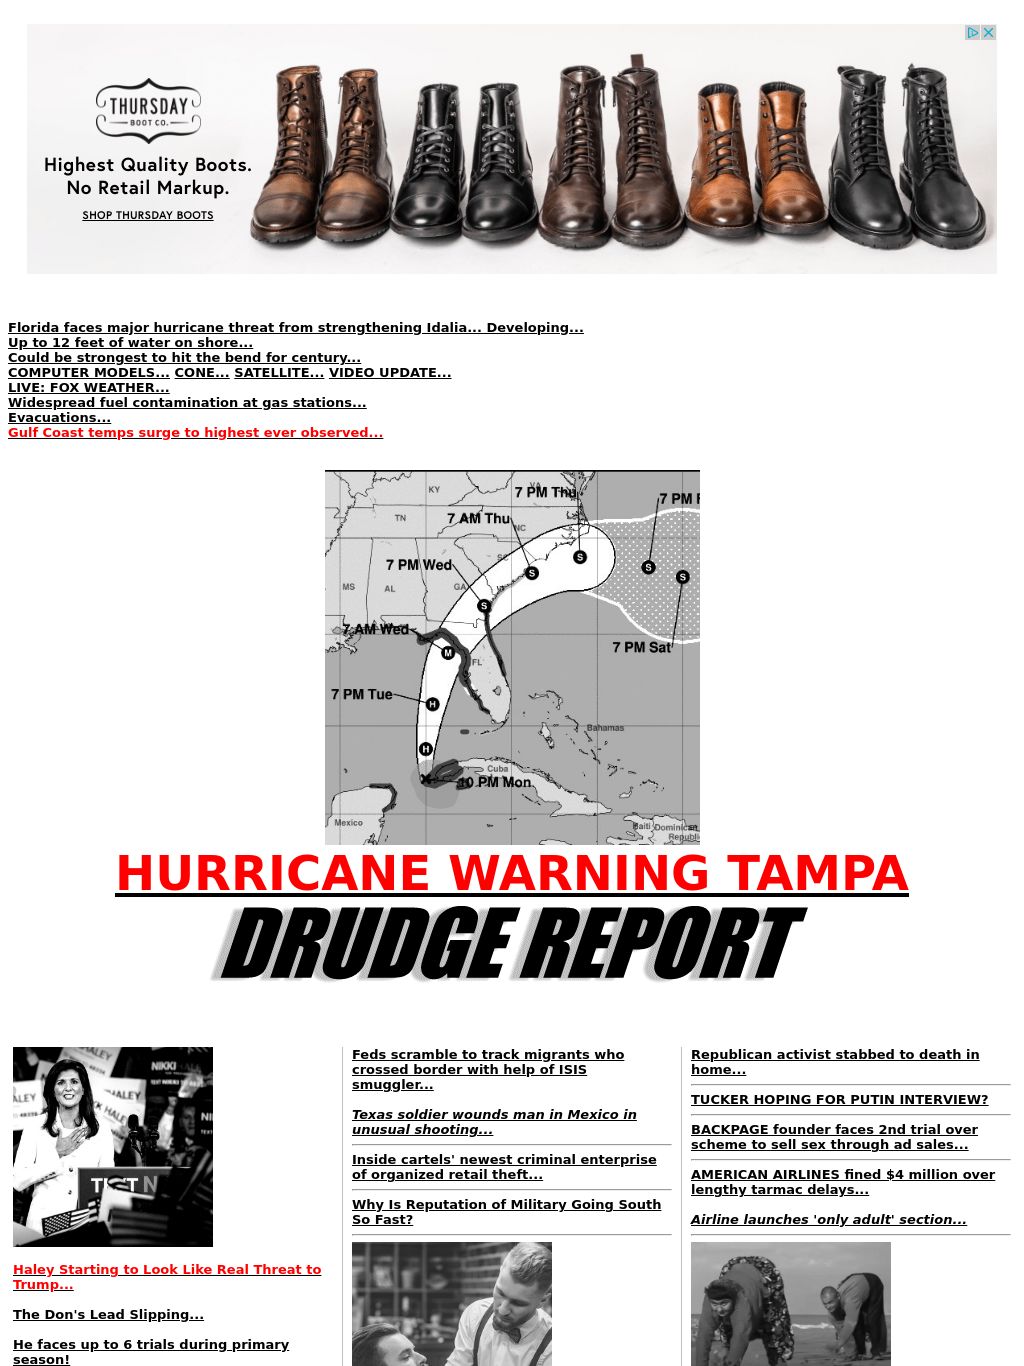 THURSDAY
BOOT CO.
Highest Quality Boots.
No Retail Markup.
SHOP THURSDAY BOOTS
Florida faces major hurricane threat from strengthening Idalia... Developing...
Up to 12 feet of water on shore...
Could be strongest to hit the bend for century...
COMPUTER MODELS... CONE... SATELLITE... VIDEO UPDATE...
LIVE: FOX WEATHER...
Widespread fuel contamination at gas stations...
Evacuations...
Gulf Coast temps surge to highest ever observed...
KY
VA
7 PM Thu
7 PM F
TN
7 AM Thu
NC
7 PM Wed
SC
S
S
S
S
MS
AL
GA
S
7 AM Wed
7 PM Sat
M
FL
7 PM Tue
H
Bahamas
H
Cuba
10 PM Mon
Mexico
Haiti
Dominican
Republi
HURRICANE WARNING TAMPA
DRUDGE REPORT
HALEY
NIKKI
ALEY
HALEY
NI
Haley Starting to Look Like Real Threat to
Trump...
The Don's Lead Slipping...
He faces up to 6 trials during primary
season!
Feds scramble to track migrants who
crossed border with help of ISIS
smuggler...
Texas soldier wounds man in Mexico in
unusual shooting...
Inside cartels' newest criminal enterprise
of organized retail theft...
Why Is Reputation of Military Going South
So Fast?
Republican activist stabbed to death in
home...
TUCKER HOPING FOR PUTIN INTERVIEW?
BACKPAGE founder faces 2nd trial over
scheme to sell sex through ad sales...
AMERICAN AIRLINES fined $4 million over
lengthy tarmac delays...
Airline launches 'only adult' section...